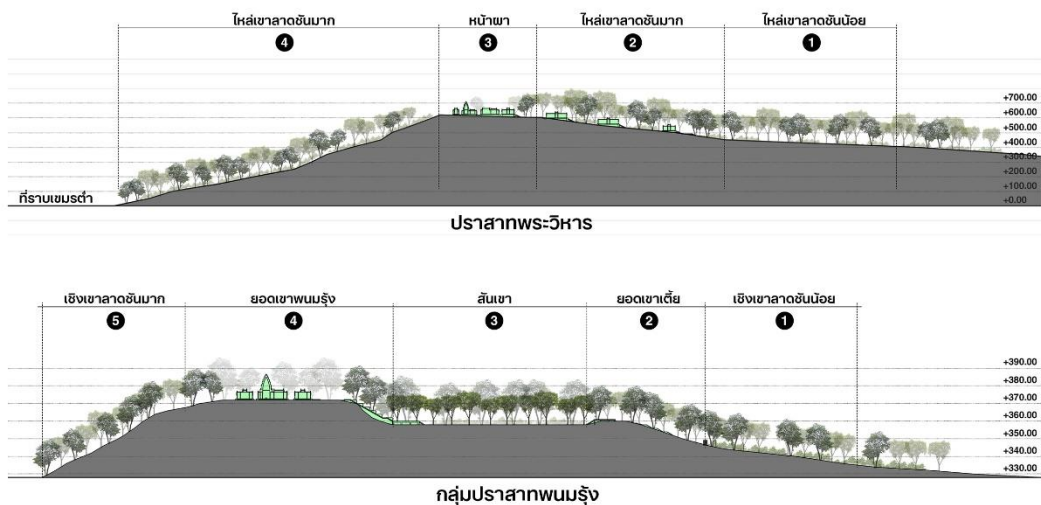 ไหล่เขาลาดชันมาก หน้าผา ไหล่เขาลาดชันมาก ไหล่เขาลาดชันน้อย
4 3 2 1
+700.00
+600.00
+500.00
+400.00
+300.00
+200.00
+100.00
+0.00
ที่ราบเขมรต่ำ
ปราสาทพระวิหาร
เชิงเขาลาดชันมาก ยอดเขาพนมรุ้ง สันเขา ยอดเขาเตี้ย เชิงเขาลาดชันน้อย
5 4 3 2 1
+390.00
+380.00
+370.00
+360.00
+350.00
+340.00
+330.00
กลุ่มปราสาทพนมรุ้ง